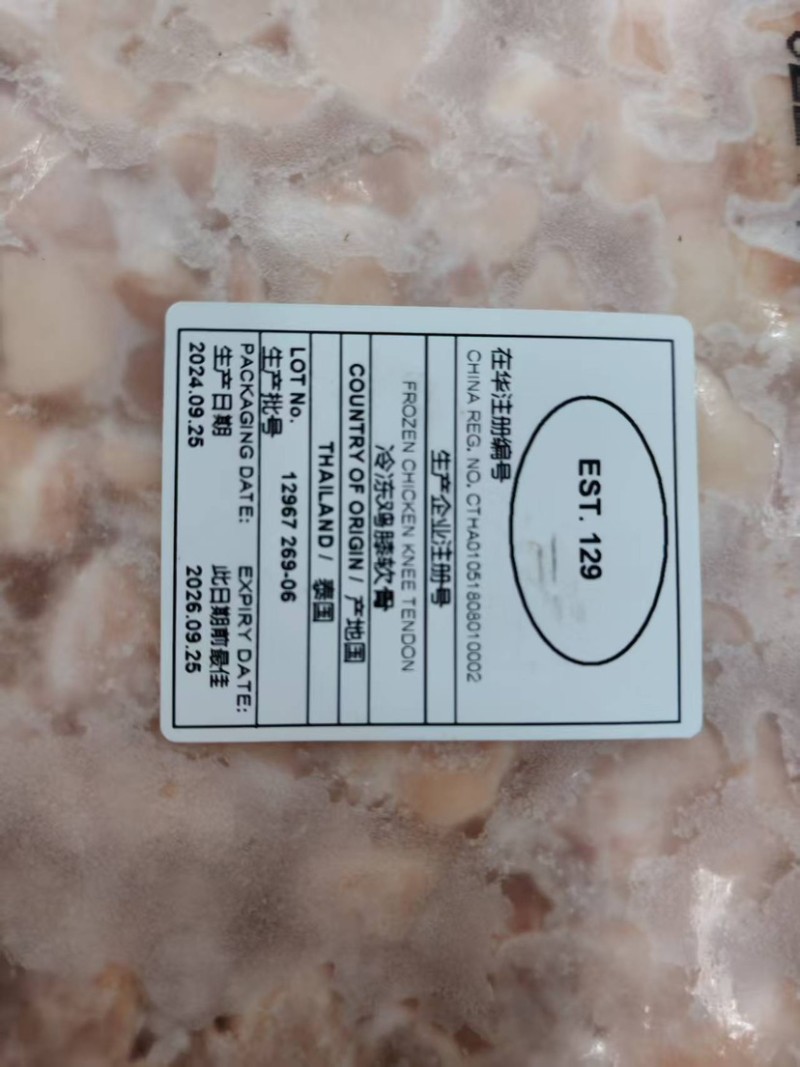 EST. 129
在华注册编号
CHINA REG. NO. CTHA01051808010002
生产企业注册号
FROZEN CHICKEN KNEE TENDON
冷冻鸡膝软骨
COUNTRY OF ORIGIN / 产地国
THAILAND / 泰国
LOT No.
生产批号
12967 269-06
PACKAGING DATE:
生产日期
2024.09.25
EXPIRY DATE:
此日期前最佳
2026.09.25